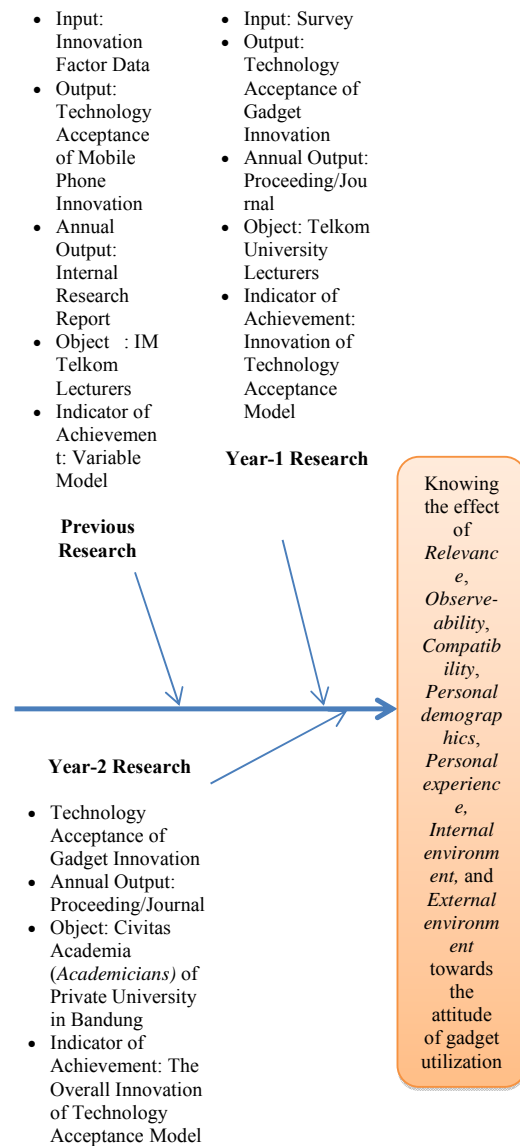 • Input:
Innovation
Factor Data
• Output:
Technology
Acceptance
of Mobile
Phone
Innovation
• Annual
Output:
Internal
Research
Report
• Object : IM
Telkom
Lecturers
• Indicator of
Achievemen
t: Variable
Model
Previous
Research
• Input: Survey
• Output:
Technology
Acceptance of
Gadget
Innovation
• Annual Output:
Proceeding/Jou
rnal
• Object: Telkom
University
Lecturers
• Indicator of
Achievement:
Innovation of
Technology
Acceptance
Model
Year-1 Research
Knowing
the effect
of
Relevanc
e,
Observe-
ability,
Compatib
ility,
Personal
demograp
hics,
Personal
experienc
e,
Internal
environm
ent, and
External
environm
ent
towards
the
attitude
of gadget
utilization
Year-2 Research
• Technology
Acceptance of
Gadget Innovation
• Annual Output:
Proceeding/Journal
• Object: Civitas
Academia
(Academicians) of
Private University
in Bandung
• Indicator of
Achievement: The
Overall Innovation
of Technology
Acceptance Model